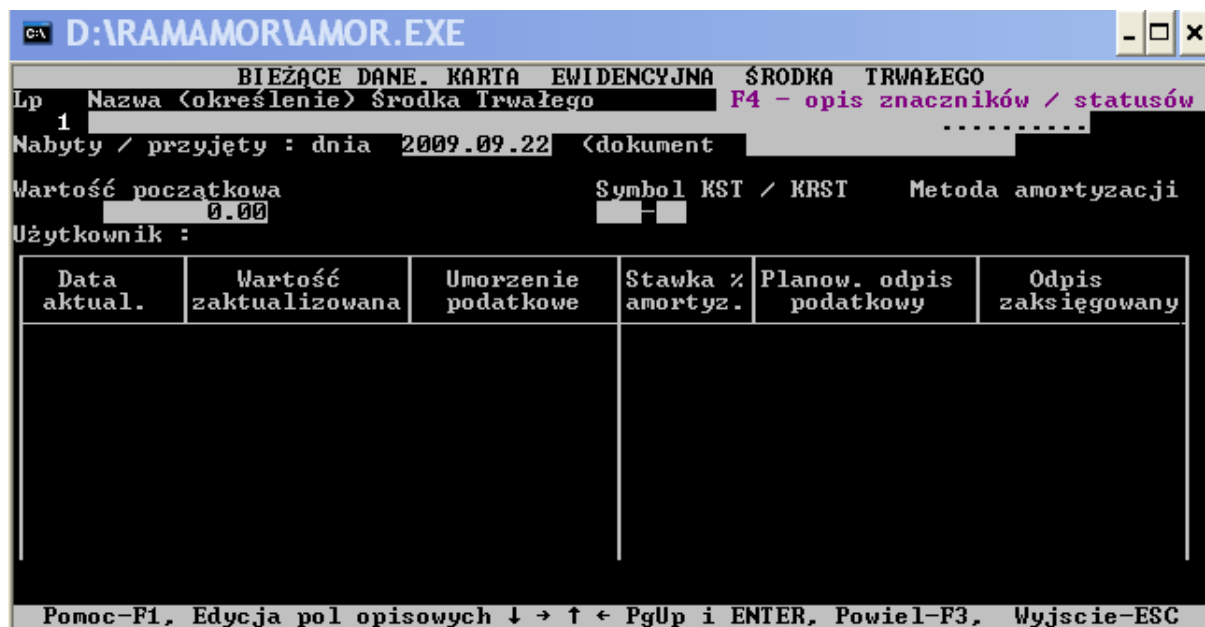 D:\RAMAMOR\AMOR.EXE
BIEŻĄCE DANE. KARTA EWIDENCYJNA ŚRODKA TRWAŁEGO
Lp Nazwa (określenie) Środka Trwałego F4 - opis znaczników / statusów
1 ..........
Nabyty / przyjęty : dnia 2009.09.22 (dokument
Wartość początkowa Symbol KST / KRST Metoda amortyzacji
0.00 -
Użytkownik :
Data Wartość Umorzenie Stawka % Planow. odpis Odpis
aktual. zaktualizowana podatkowe amortyz. podatkowy zaksięgowany
Pomoc-F1, Edycja pol opisowych ↓ → ↑ ← PgUp i ENTER, Powiel-F3, Wyjscie-ESC